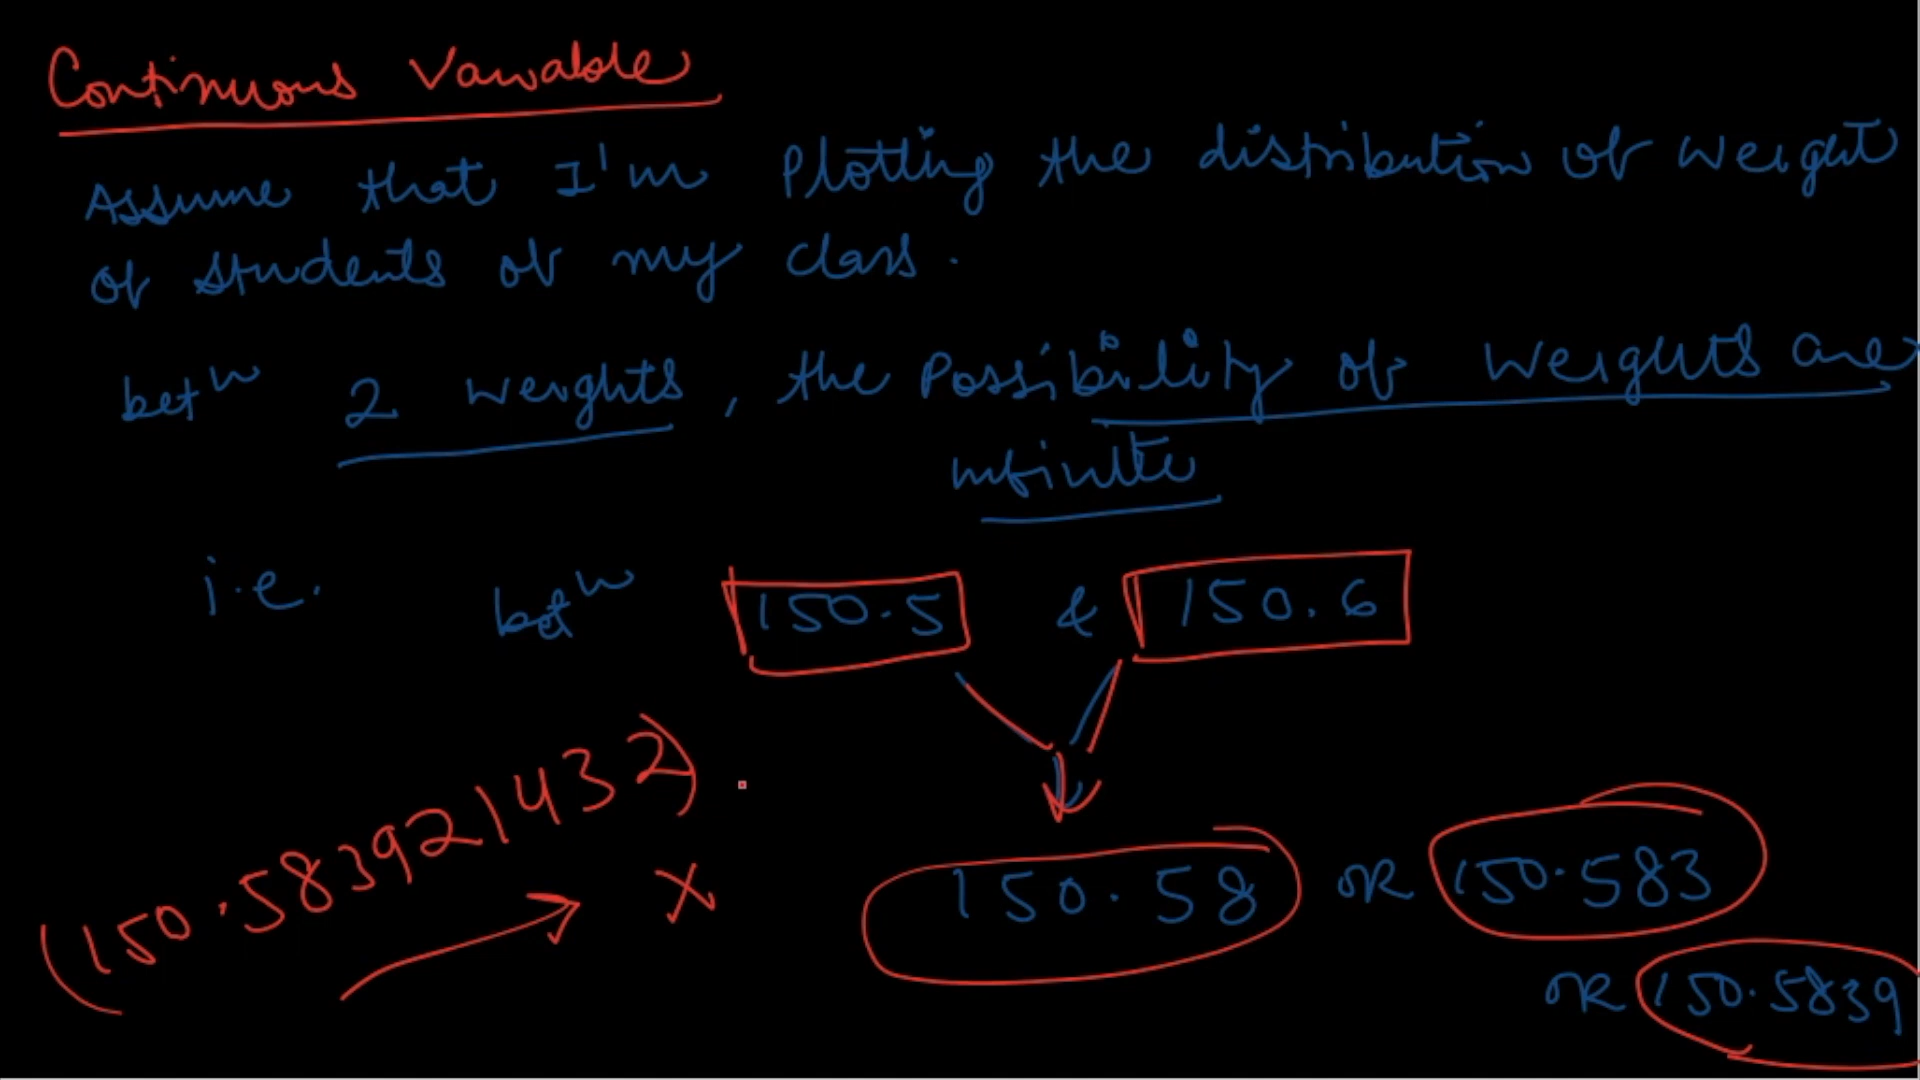 Continuous Variable
Assume that I'm Plotting the distribution of weight
of students of my class.
betw 2 weights, the possibility of weights are
infinite
i.e. betw 150.5 & 150.6
(150.583921432)
X 150.58 OR 150.583
OR 150.5839